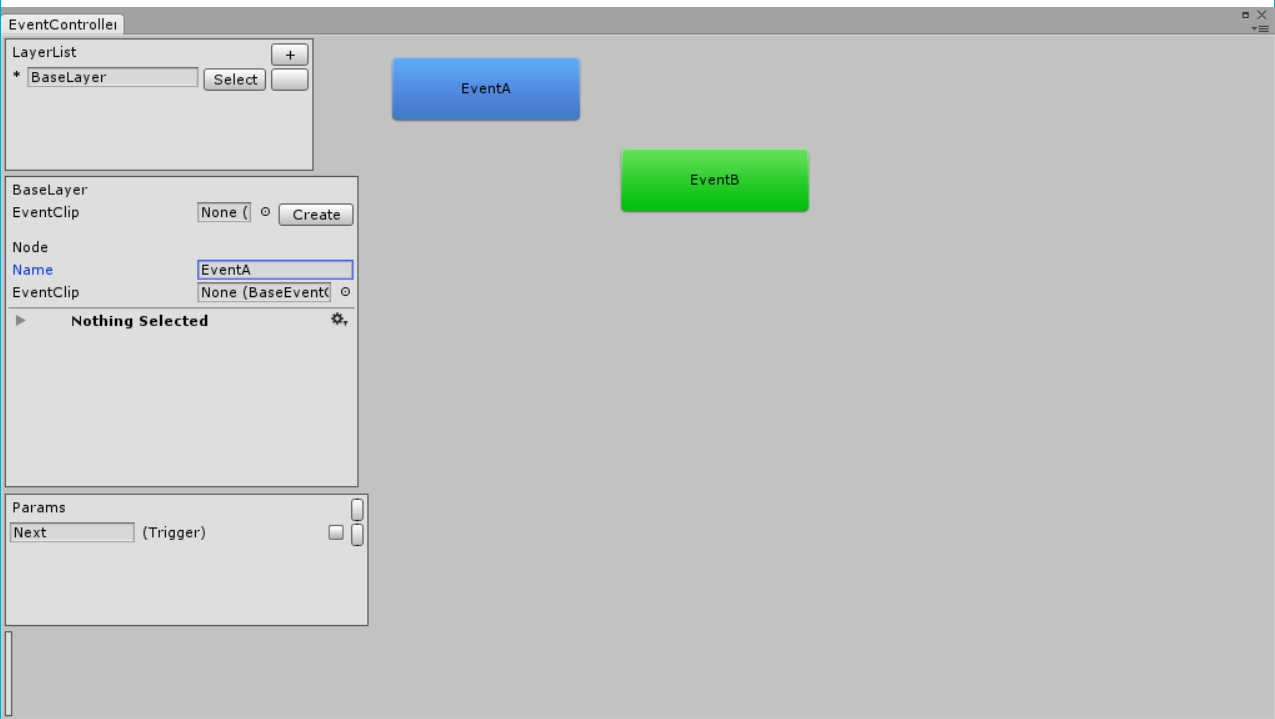 EventController
LayerList
+
* BaseLayer Select
EventA
EventB
BaseLayer
EventClip None ( Create
Node
Name EventA
EventClip None (BaseEvent
Nothing Selected
Params
Next (Trigger)